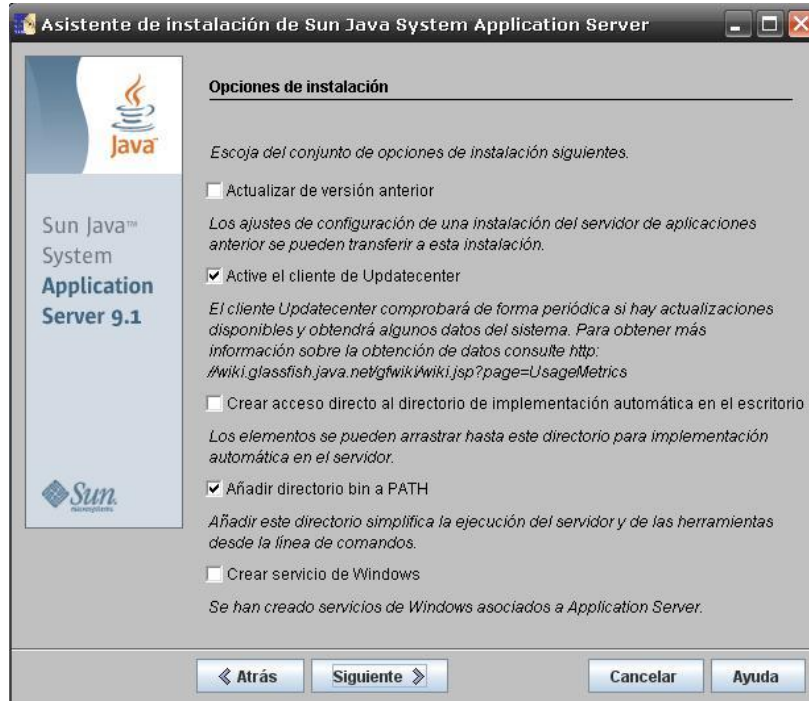 Asistente de instalación de Sun Java System Application Server
Java™
Sun Java™
System
Application
Server 9.1
Sun
microsystems
Opciones de instalación
Escoja del conjunto de opciones de instalación siguientes.
Actualizar de versión anterior
Los ajustes de configuración de una instalación del servidor de aplicaciones
anterior se pueden transferir a esta instalación.
Active el cliente de Updatecenter
El cliente Updatecenter comprobará de forma periódica si hay actualizaciones
disponibles y obtendrá algunos datos del sistema. Para obtener más
información sobre la obtención de datos consulte http:
//wiki.glassfish.java.net/gfwiki/wiki.jsp?page=UsageMetrics
Crear acceso directo al directorio de implementación automática en el escritorio
Los elementos se pueden arrastrar hasta este directorio para implementación
automática en el servidor.
Añadir directorio bin a PATH
Añadir este directorio simplifica la ejecución del servidor y de las herramientas
desde la línea de comandos.
Crear servicio de Windows
Se han creado servicios de Windows asociados a Application Server.
Atrás
Siguiente
Cancelar
Ayuda